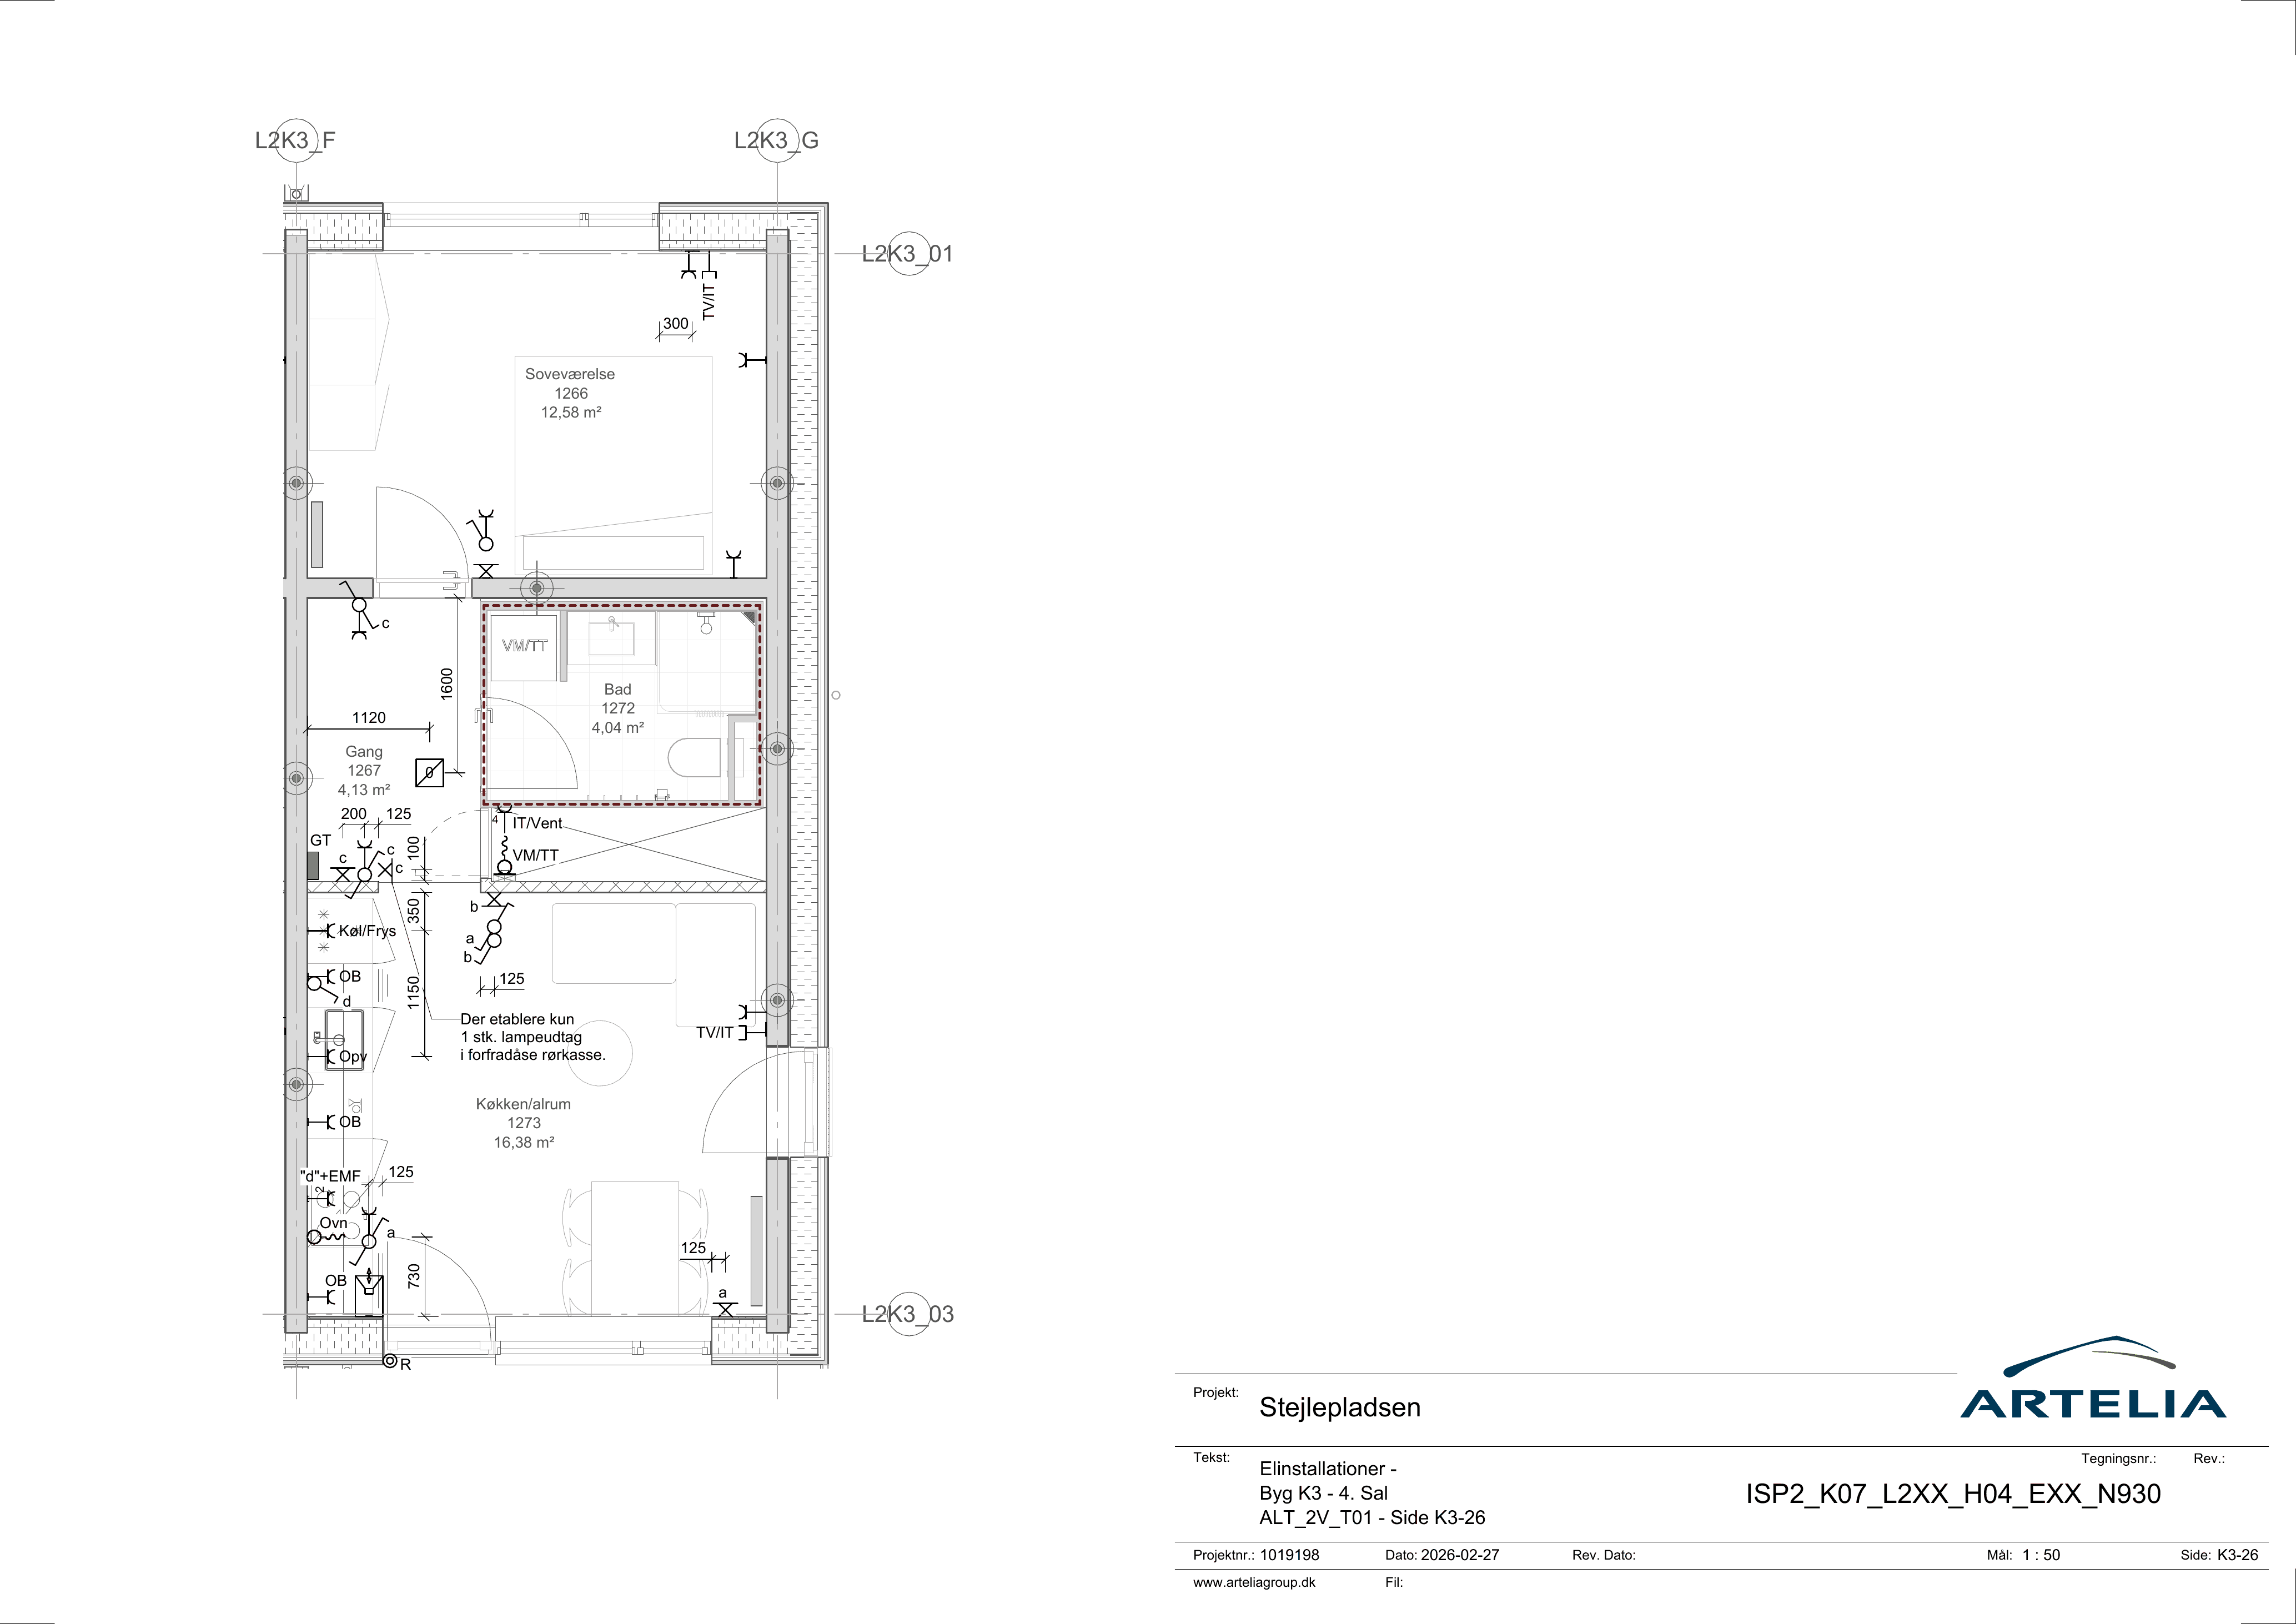 L2K3_F
L2K3_G
L2K3_01
TV/IT
300
Soveværelse
1266
12,58 m²
c
VM/TT
1600
Bad
1272
4,04 m²
1120
Gang
1267
4,13 m²
0
200
125
4
IT/Vent
GT
100
c
c
c
VM/TT
b
350
Køl/Frys
a
b
OB
125
d
1150
Der etablere kun
1 stk. lampeudtag
i forfradåse rørkasse.
TV/IT
Opv
Køkken/alrum
1273
16,38 m²
OB
"d"+EMF
125
2
Ovn
a
125
730
OB
a
L2K3_03
R
Projekt:
Stejlepladsen
ARTELIA
Tekst:
Elinstallationer -
Byg K3 - 4. Sal
ALT_2V_T01 - Side K3-26
Tegningsnr.:
Rev.:
ISP2_K07_L2XX_H04_EXX_N930
Projektnr.: 1019198
Dato: 2026-02-27
Rev. Dato:
Mål: 1 : 50
Side: K3-26
www.arteliagroup.dk
Fil: